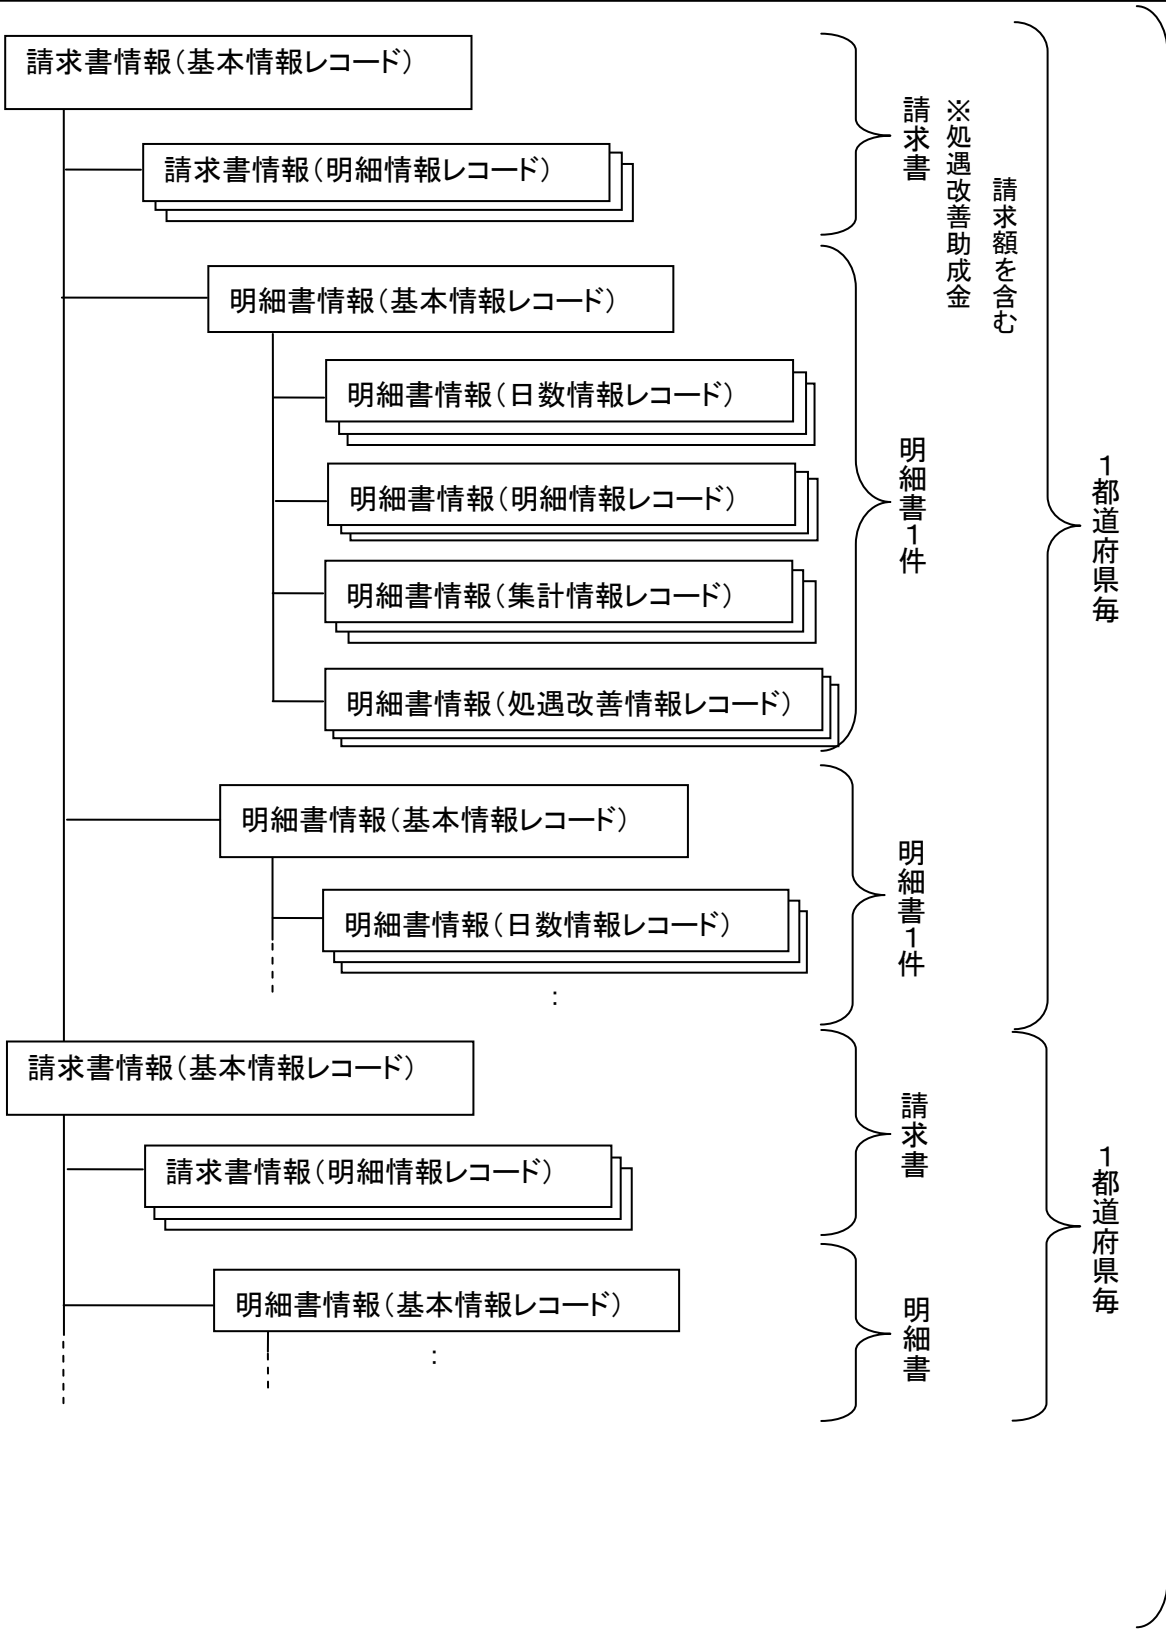 請求書情報（基本情報レコード）
請求書情報（明細情報レコード）
請求書
※処遇改善助成金
請求額を含む
明細書情報（基本情報レコード）
明細書情報（日数情報レコード）
明細書情報（明細情報レコード）
明細書情報（集計情報レコード）
明細書情報（処遇改善情報レコード）
明細書1件
1都道府県毎
明細書情報（基本情報レコード）
明細書情報（日数情報レコード）
：
明細書1件
請求書情報（基本情報レコード）
請求書情報（明細情報レコード）
請求書
明細書情報（基本情報レコード）
：
明細書
1都道府県毎